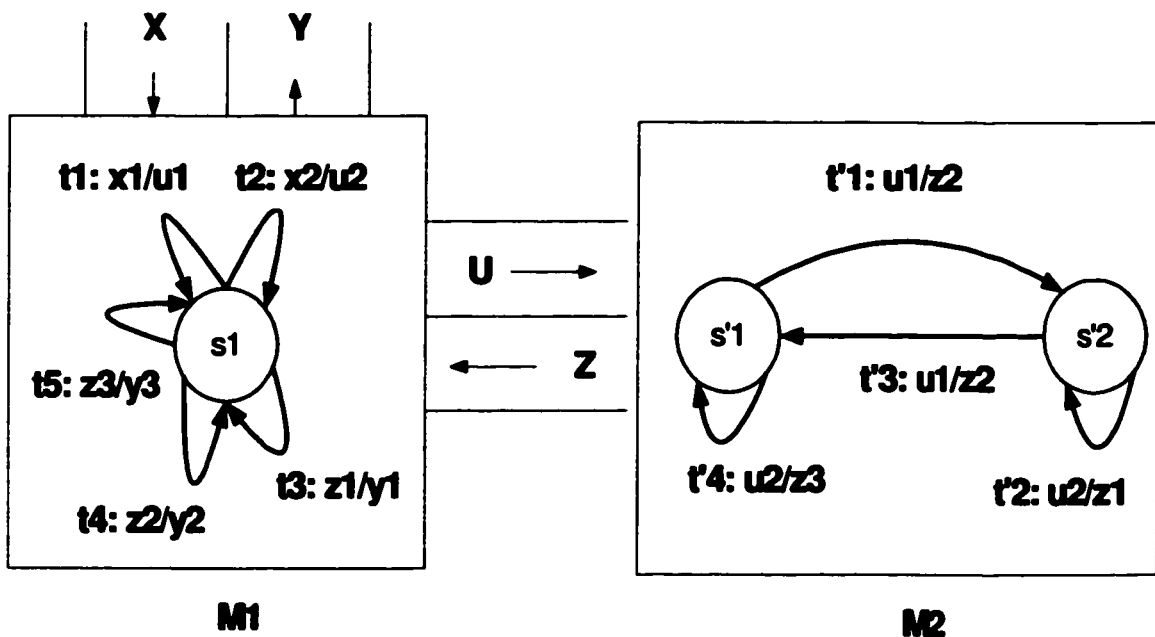 X
Y
t1: x1/u1
t2: x2/u2
t'1: u1/z2
U
s1
s'1
s'2
Z
t5: z3/y3
t'3: u1/z2
t3: z1/y1
t'4: u2/z3
t'2: u2/z1
t4: z2/y2
M1
M2